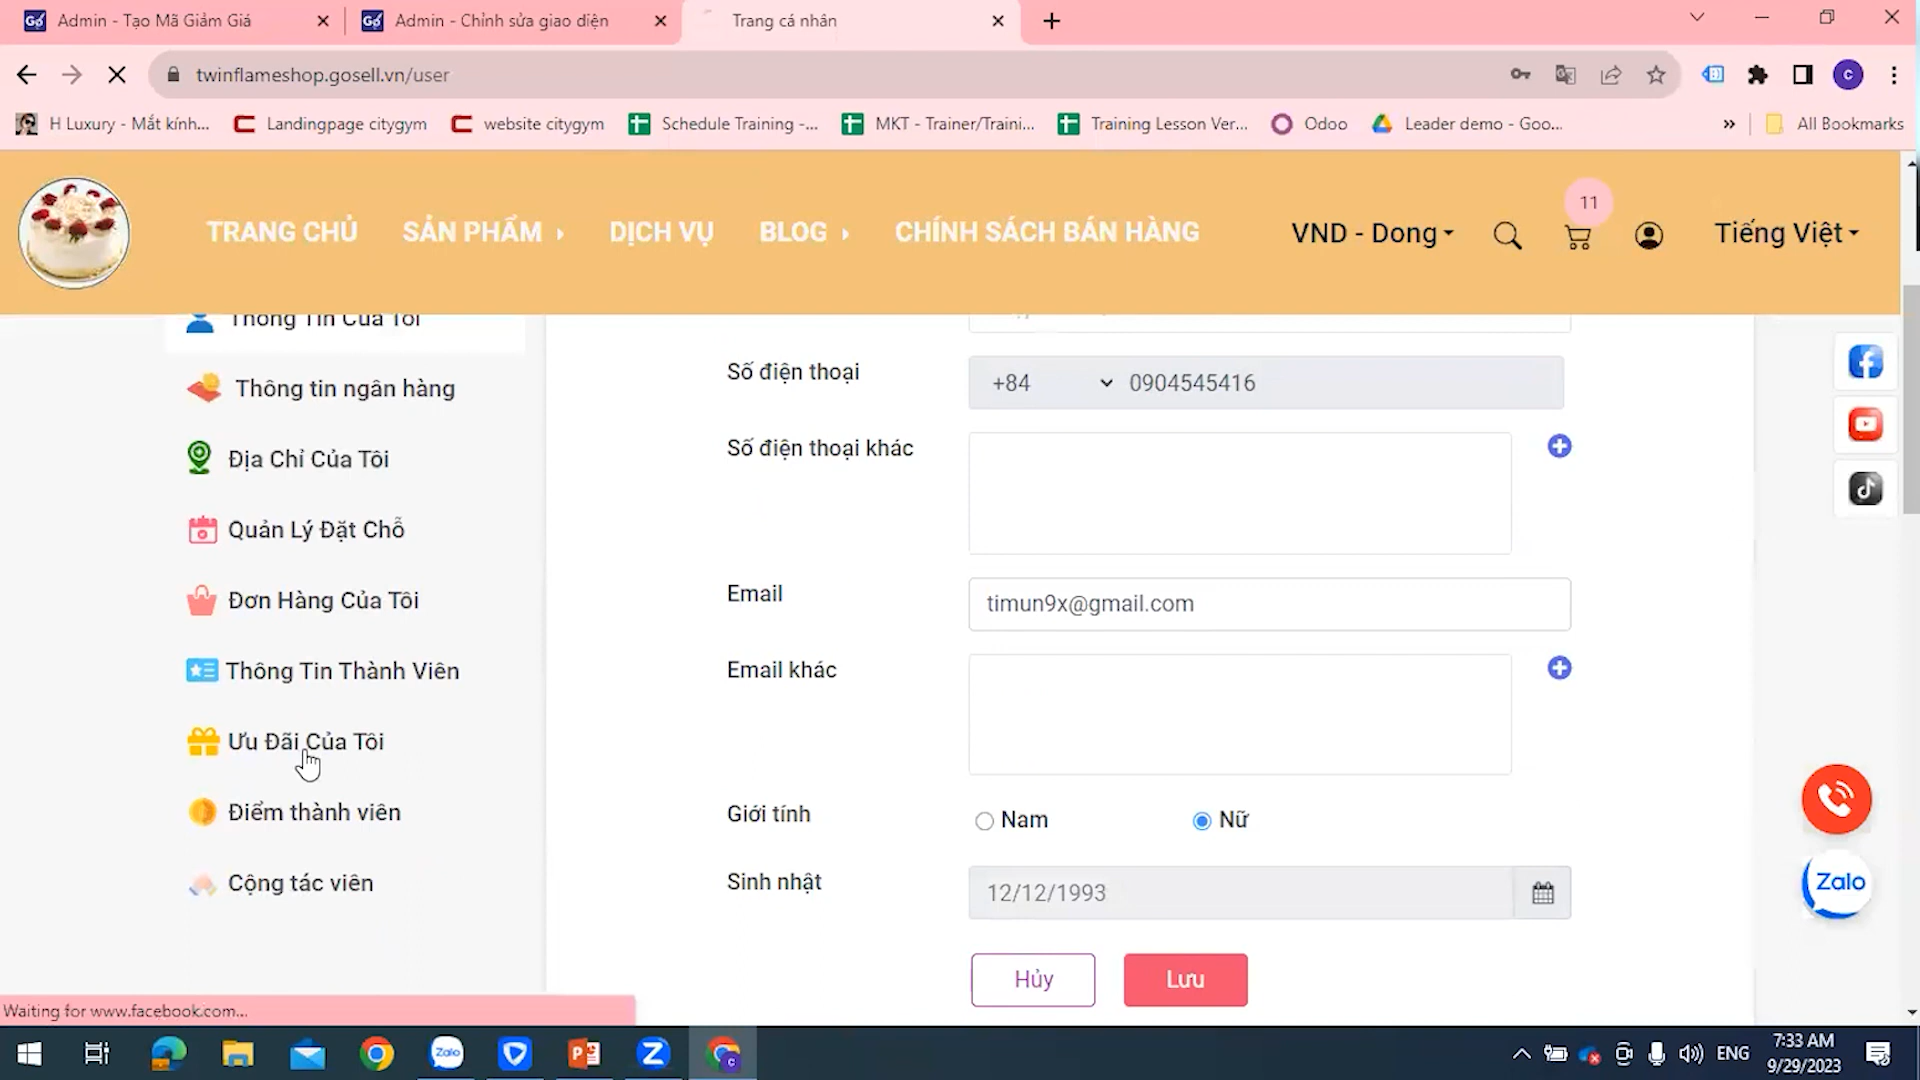 Admin - Tạo Mã Giảm Giá
Admin - Chỉnh sửa giao diện
Trang cá nhân
twinflameshop.gosell.vn/user
C
H Luxury - Mắt kính...
Landingpage citygym
website citygym
Schedule Training -...
MKT - Trainer/Traini...
Training Lesson Ver...
Odoo
Leader demo - Goo...
»
All Bookmarks
TRANG CHỦ
SẢN PHẨM
DỊCH VỤ
BLOG
CHÍNH SÁCH BÁN HÀNG
VND - Dong
11
Tiếng Việt
Thông Tin Của Tôi
Thông tin ngân hàng
Địa Chỉ Của Tôi
Quản Lý Đặt Chỗ
Đơn Hàng Của Tôi
Thông Tin Thành Viên
Ưu Đãi Của Tôi
Điểm thành viên
Cộng tác viên
Số điện thoại
+84
0904545416
Số điện thoại khác
Email
timun9x@gmail.com
Email khác
Giới tính
Nam
Nữ
Sinh nhật
12/12/1993
Hủy
Lưu
Zalo
Waiting for www.facebook.com...
Zalo
ENG
7:33 AM
9/29/2023